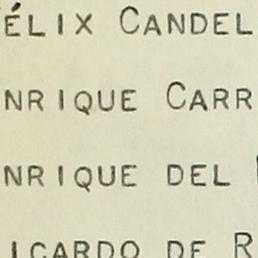 ÉLIX CANDEL
NRIQUE CARR
NRIQUE DEL
ICARDO DE R